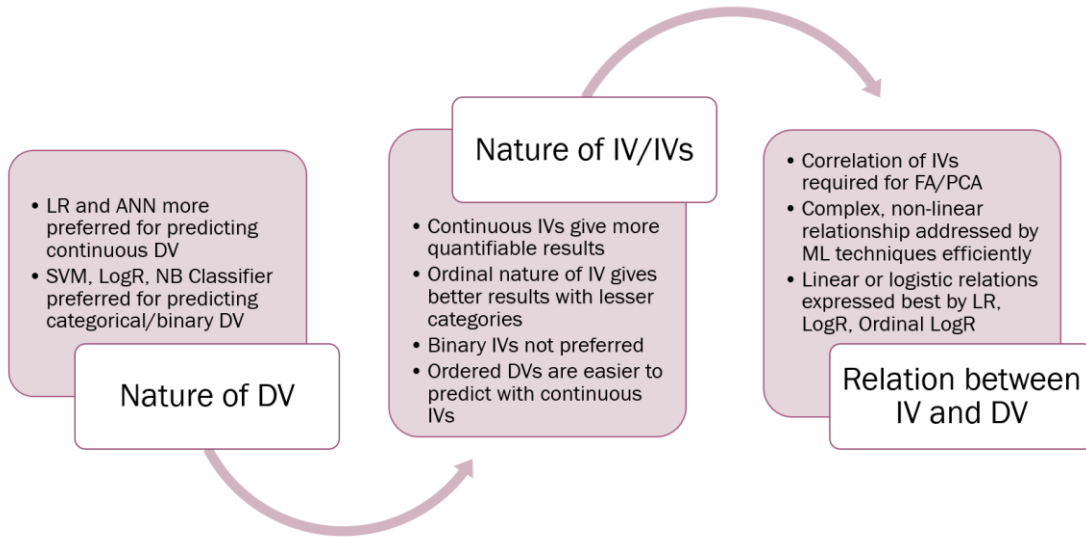 • LR and ANN more
preferred for predicting
continuous DV
• SVM, LogR, NB Classifier
preferred for predicting
categorical/binary DV
Nature of DV
Nature of IV/IVs
• Continuous IVs give more
quantifiable results
• Ordinal nature of IV gives
better results with lesser
categories
• Binary IVs not preferred
• Ordered DVs are easier to
predict with continuous
IVs
• Correlation of IVs
required for FA/PCA
• Complex, non-linear
relationship addressed by
ML techniques efficiently
• Linear or logistic relations
expressed best by LR,
LogR, Ordinal LogR
Relation between
IV and DV